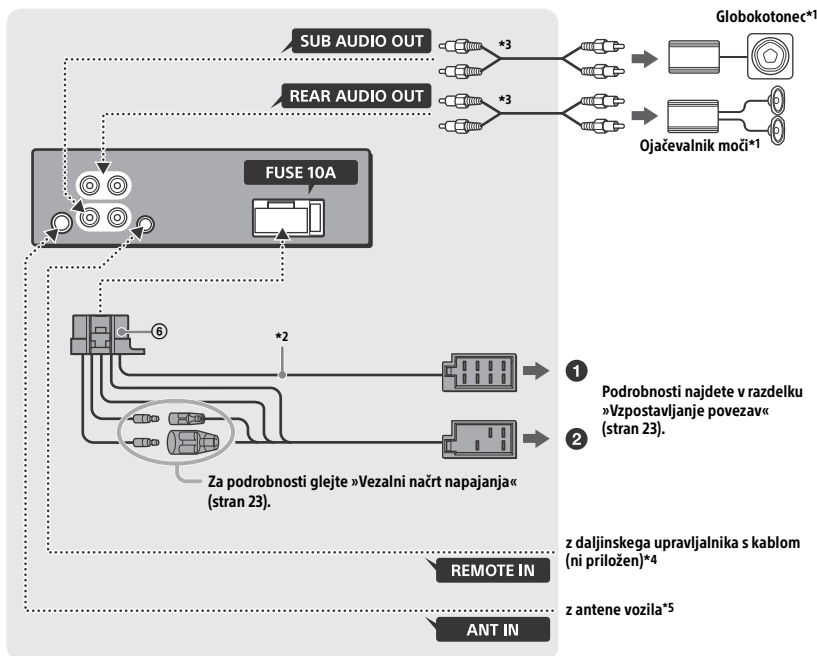 Globokotonec*1
SUB AUDIO OUT
*3
REAR AUDIO OUT
*3
Ojačevalnik moči*1
FUSE 10A
⑥
*2
❶
Podrobnosti najdete v razdelku
»Vzpostavljanje povezav«
(stran 23).
❷
Za podrobnosti glejte »Vezalni načrt napajanja«
(stran 23).
z daljinskega upravljalnika s kablom
(ni priložen)*4
REMOTE IN
z antene vozila*5
ANT IN